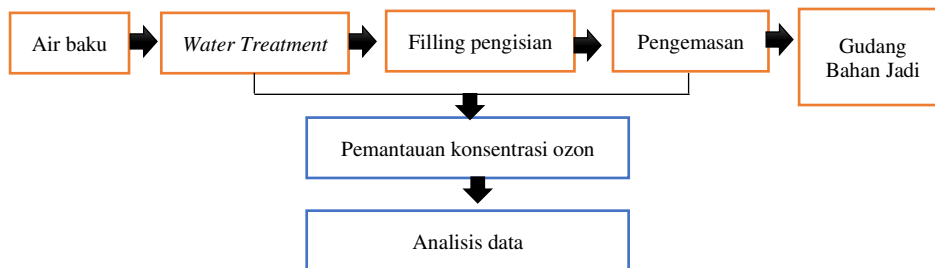 Air baku
Water Treatment
Filling pengisian
Pengemasan
Gudang
Bahan Jadi
Pemantauan konsentrasi ozon
Analisis data